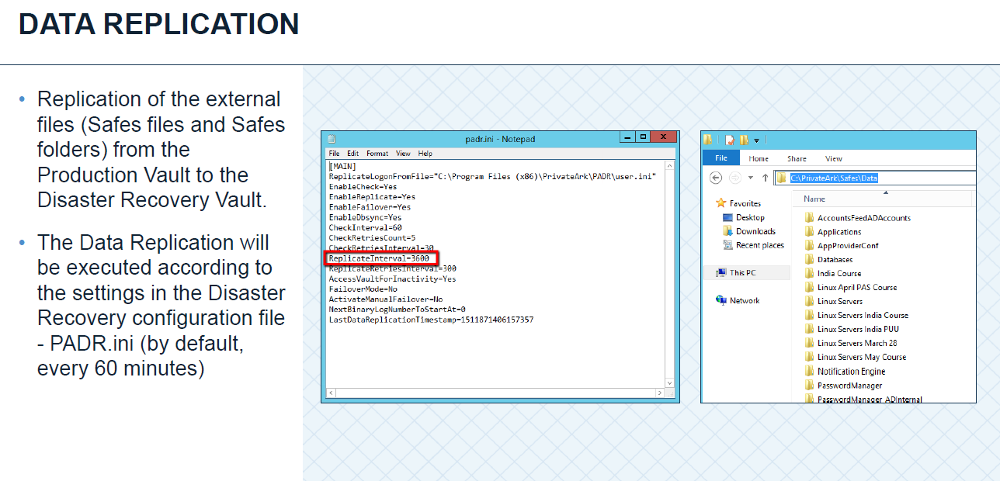 DATA REPLICATION
• Replication of the external
files (Safes files and Safes
folders) from the
Production Vault to the
Disaster Recovery Vault.
• The Data Replication will
be executed according to
the settings in the Disaster
Recovery configuration file
- PADR.ini (by default,
every 60 minutes)
padr.ini - Notepad
File Edit Format View Help
[MAIN]
ReplicateLogonFromFile="C:\Program Files (x86)\PrivateArk\PADR\user.ini"
EnableCheck=Yes
EnableReplicate=Yes
EnableFailover=Yes
EnableDbsync=Yes
CheckInterval=60
CheckRetriesCount=5
CheckRetriesInterval=30
ReplicateInterval=3600
ReplicateRetriesInterval=300
AccessVaultForInactivity=Yes
FailoverMode=No
ActivateManualFailover=No
NextBinaryLogNumberToStartAt=0
LastDataReplicationTimestamp=1511871406157357
File Home Share View
C:\PrivateArk\Safes\Data
Favorites
Desktop
Downloads
Recent places
This PC
Network
Name
AccountsFeedADAccounts
Applications
AppProviderConf
Databases
India Course
Linux April PAS Course
Linux Servers
Linux Servers India Course
Linux Servers India PUU
Linux Servers March 28
Linux Servers May Course
Notification Engine
PasswordManager
PasswordManager_ADInternal